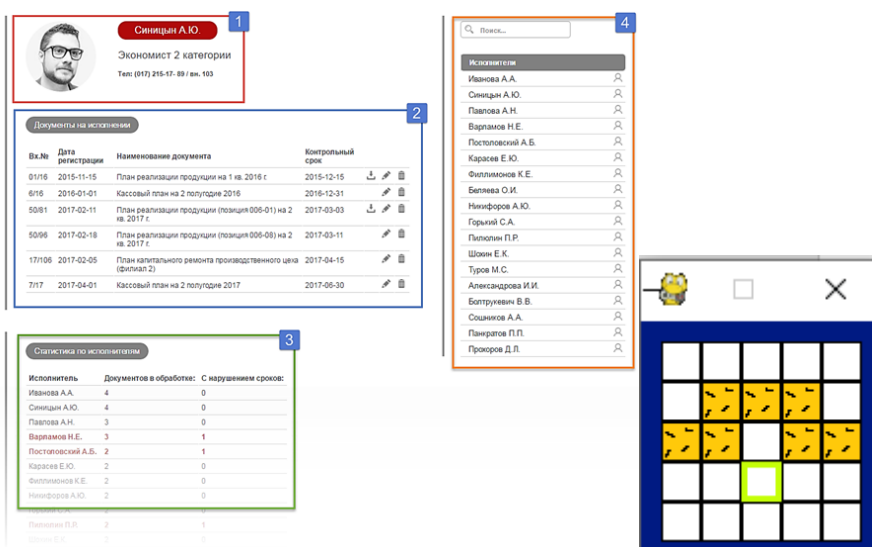 1
Синицын А.Ю.
Экономист 2 категории
Тел: (017) 215-17- 89 / вн. 103
2
Документы на исполнении
Вх.№ Дата регистрации Наименование документа Контрольный срок
01/16 2015-11-15 План реализации продукции на 1 кв. 2016 г. 2015-12-15
6/16 2016-01-01 Кассовый план на 2 полугодие 2016 2016-12-31
50/81 2017-02-11 План реализации продукции (позиция 006-01) на 2 кв. 2017 г. 2017-03-03
50/96 2017-02-18 План реализации продукции (позиция 006-08) на 2 кв. 2017 г. 2017-03-11
17/106 2017-02-05 План капитального ремонта производственного цеха (филиал 2) 2017-04-15
7/17 2017-04-01 Кассовый план на 2 полугодие 2017 2017-06-30
3
Статистика по исполнителям
Исполнитель Документов в обработке: С нарушением сроков:
Иванова А.А. 4 0
Синицын А.Ю. 4 0
Павлова А.Н. 3 0
Варламов Н.Е. 3 1
Постоловский А.Б. 2 1
Карасев Е.Ю. 2 0
Филлимонов К.Е. 2 0
Никифоров А.Ю. 2 0
Горький С.А. 2 0
Пилюлин П.Р. 3 1
4
Поиск...
Исполнители
Иванова А.А.
Синицын А.Ю.
Павлова А.Н.
Варламов Н.Е.
Постоловский А.Б.
Карасев Е.Ю.
Филлимонов К.Е.
Беляева О.И.
Никифоров А.Ю.
Горький С.А.
Пилюлин П.Р.
Шохин Е.К.
Туров М.С.
Александрова И.И.
Болтрукевич В.В.
Сошников А.А.
Панкратов П.П.
Прохоров Д.Л.